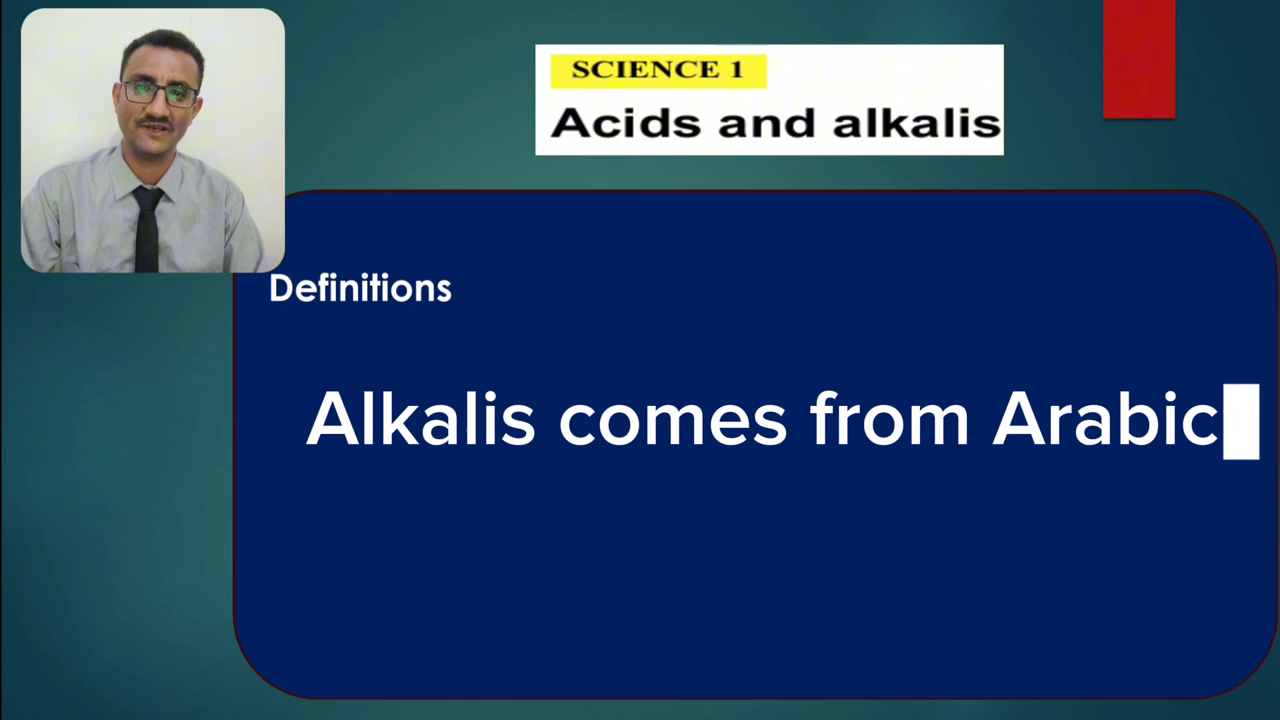 SCIENCE 1
Acids and alkalis
Definitions
Alkalis comes from Arabic